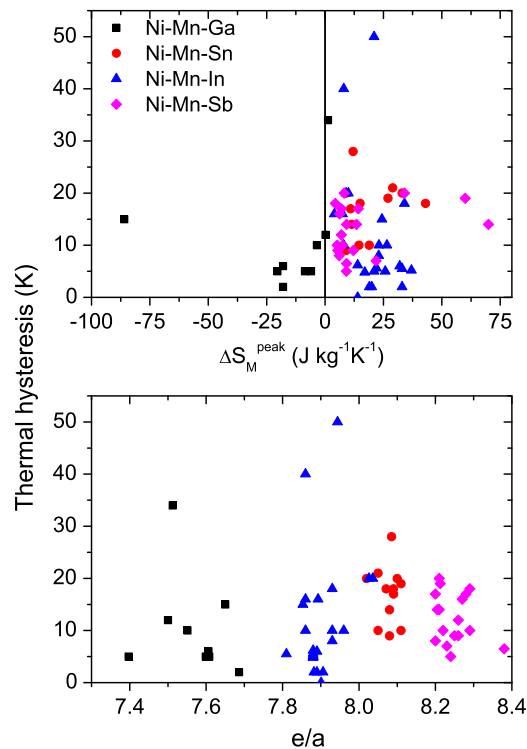 50
Ni-Mn-Ga
Ni-Mn-Sn
40
Ni-Mn-In
Ni-Mn-Sb
30
20
10
0
-100 -75 -50 -25 0 25 50 75
ΔS_M^peak (J kg⁻¹K⁻¹)
Thermal hysteresis (K)
50
40
30
20
10
0
7.4 7.6 7.8 8.0 8.2 8.4
e/a